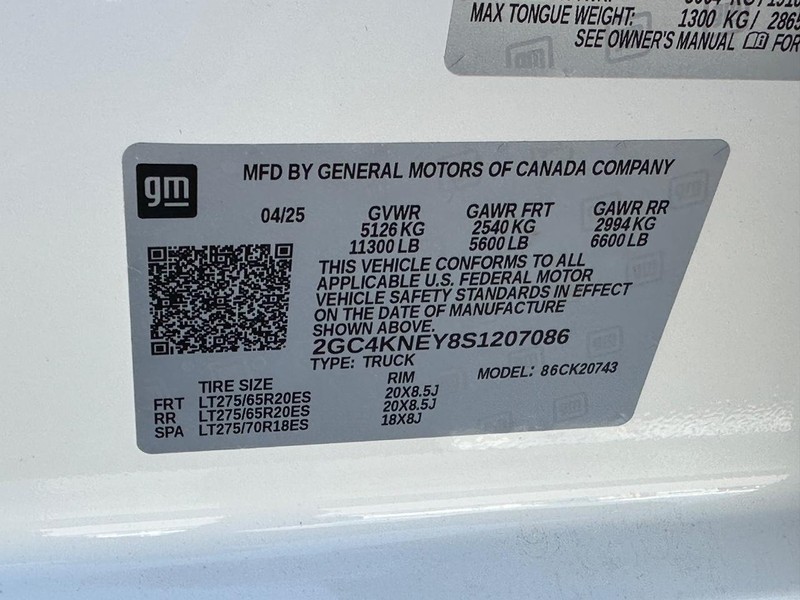 MAX TONGUE WEIGHT: 1300 KG/ 2865
SEE OWNER'S MANUAL FOR
gm
MFD BY GENERAL MOTORS OF CANADA COMPANY
04/25 GVWR GAWR FRT GAWR RR
5126 KG 2540 KG 2994 KG
11300 LB 5600 LB 6600 LB
THIS VEHICLE CONFORMS TO ALL
APPLICABLE U.S. FEDERAL MOTOR
VEHICLE SAFETY STANDARDS IN EFFECT
ON THE DATE OF MANUFACTURE
SHOWN ABOVE.
2GC4KNEY8S1207086
TYPE: TRUCK MODEL: 86CK20743
TIRE SIZE RIM
FRT LT275/65R20ES 20X8.5J
RR LT275/65R20ES 20X8.5J
SPA LT275/70R18ES 18X8J